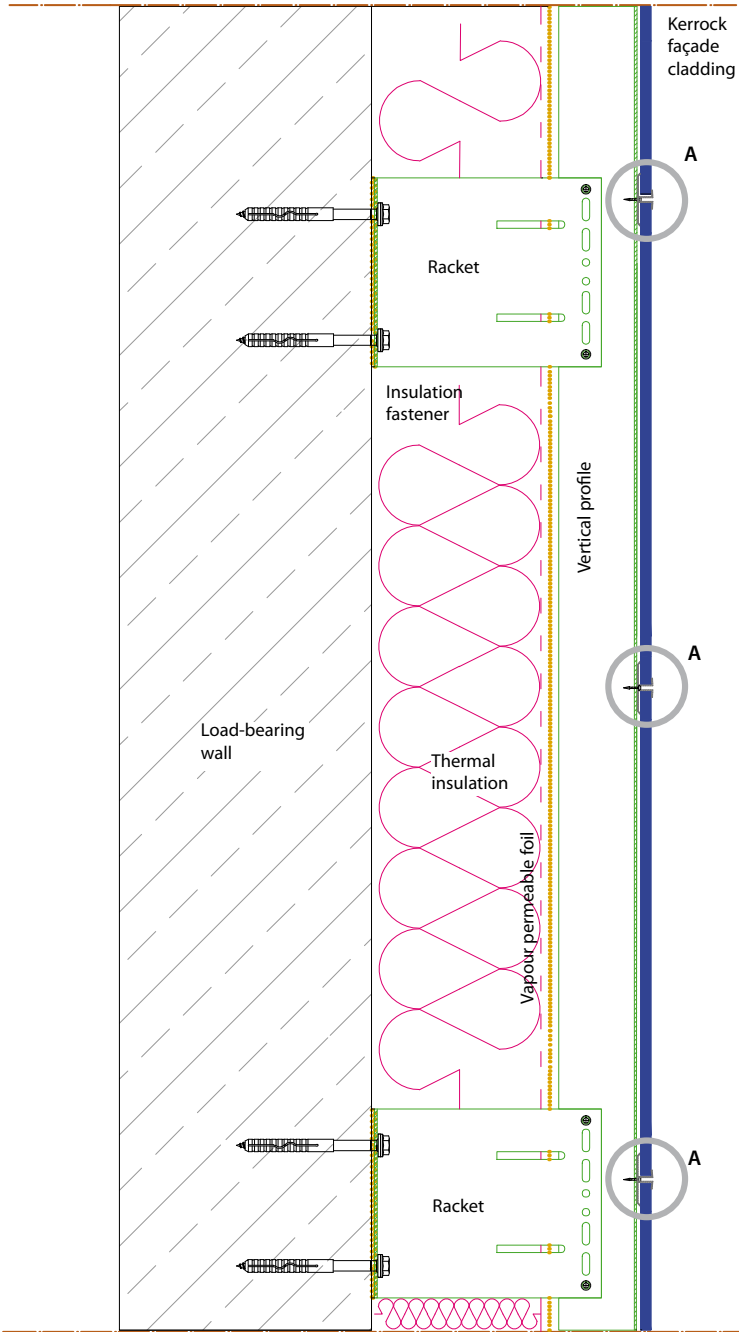 Kerrock
façade
cladding
A
Racket
Insulation
fastener
Vertical profile
A
Load-bearing
wall
Thermal
insulation
Vapour permeable foil
A
Racket